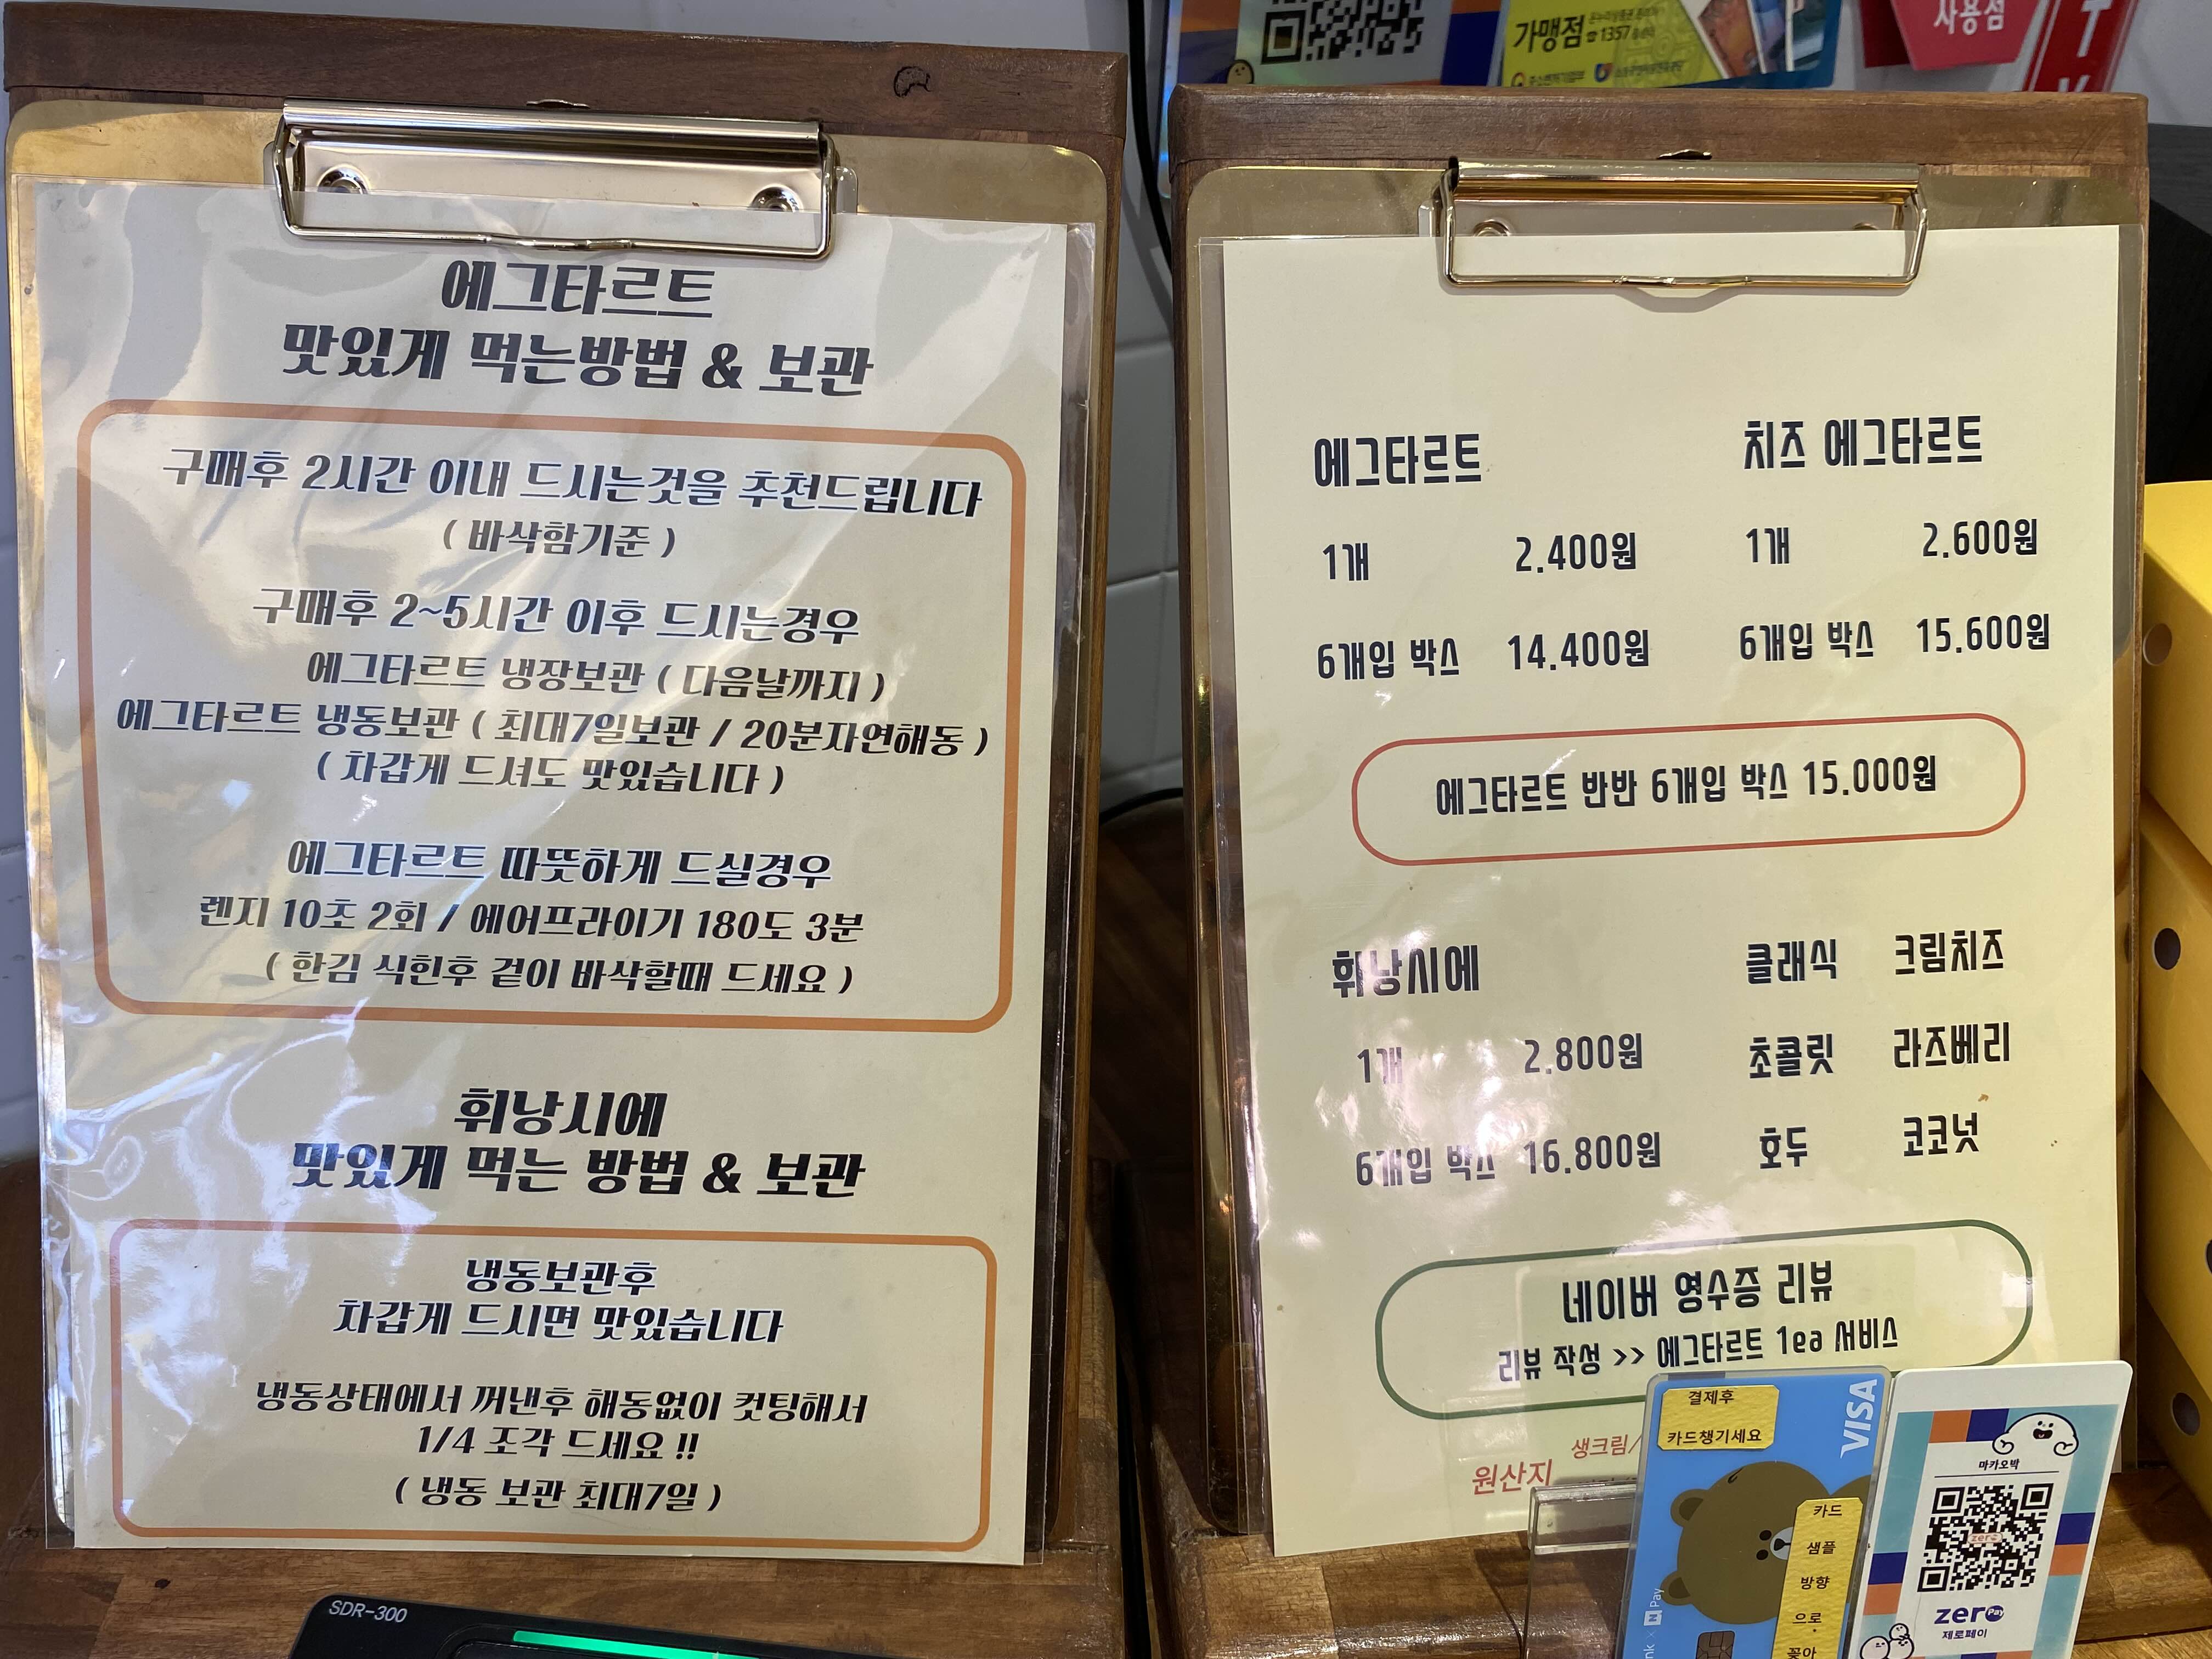 에그타르트
맛있게 먹는방법 & 보관
구매후 2시간 이내 드시는것을 추천드립니다
( 바삭함기준 )
구매후 2~5시간 이후 드시는경우
에그타르트 냉장보관 ( 다음날까지 )
에그타르트 냉동보관 ( 최대7일보관 / 20분자연해동 )
( 차갑게 드셔도 맛있습니다 )
에그타르트 따뜻하게 드실경우
렌지 10초 2회 / 에어프라이기 180도 3분
( 한김 식힌후 겉이 바삭할때 드세요 )
휘낭시에
맛있게 먹는 방법 & 보관
냉동보관후
차갑게 드시면 맛있습니다
냉동상태에서 꺼낸후 해동없이 컷팅해서
1/4 조각 드세요 !!
( 냉동 보관 최대7일 )
SDR-300
가맹점
☎1357
사용점
에그타르트 치즈 에그타르트
1개 2.400원 1개 2.600원
6개입 박스 14.400원 6개입 박스 15.600원
에그타르트 반반 6개입 박스 15.000원
휘낭시에 클래식 크림치즈
1개 2.800원 초콜릿 라즈베리
6개입 박스 16.800원 호두 코코넛
네이버 영수증 리뷰
리뷰 작성 >> 에그타르트 1ea 서비스
생크림/
원산지
결제후
카드챙기세요
VISA
카드
샘플
방향
으로
꽂아
N Pay
마카오박
zero
zero Pay
제로페이